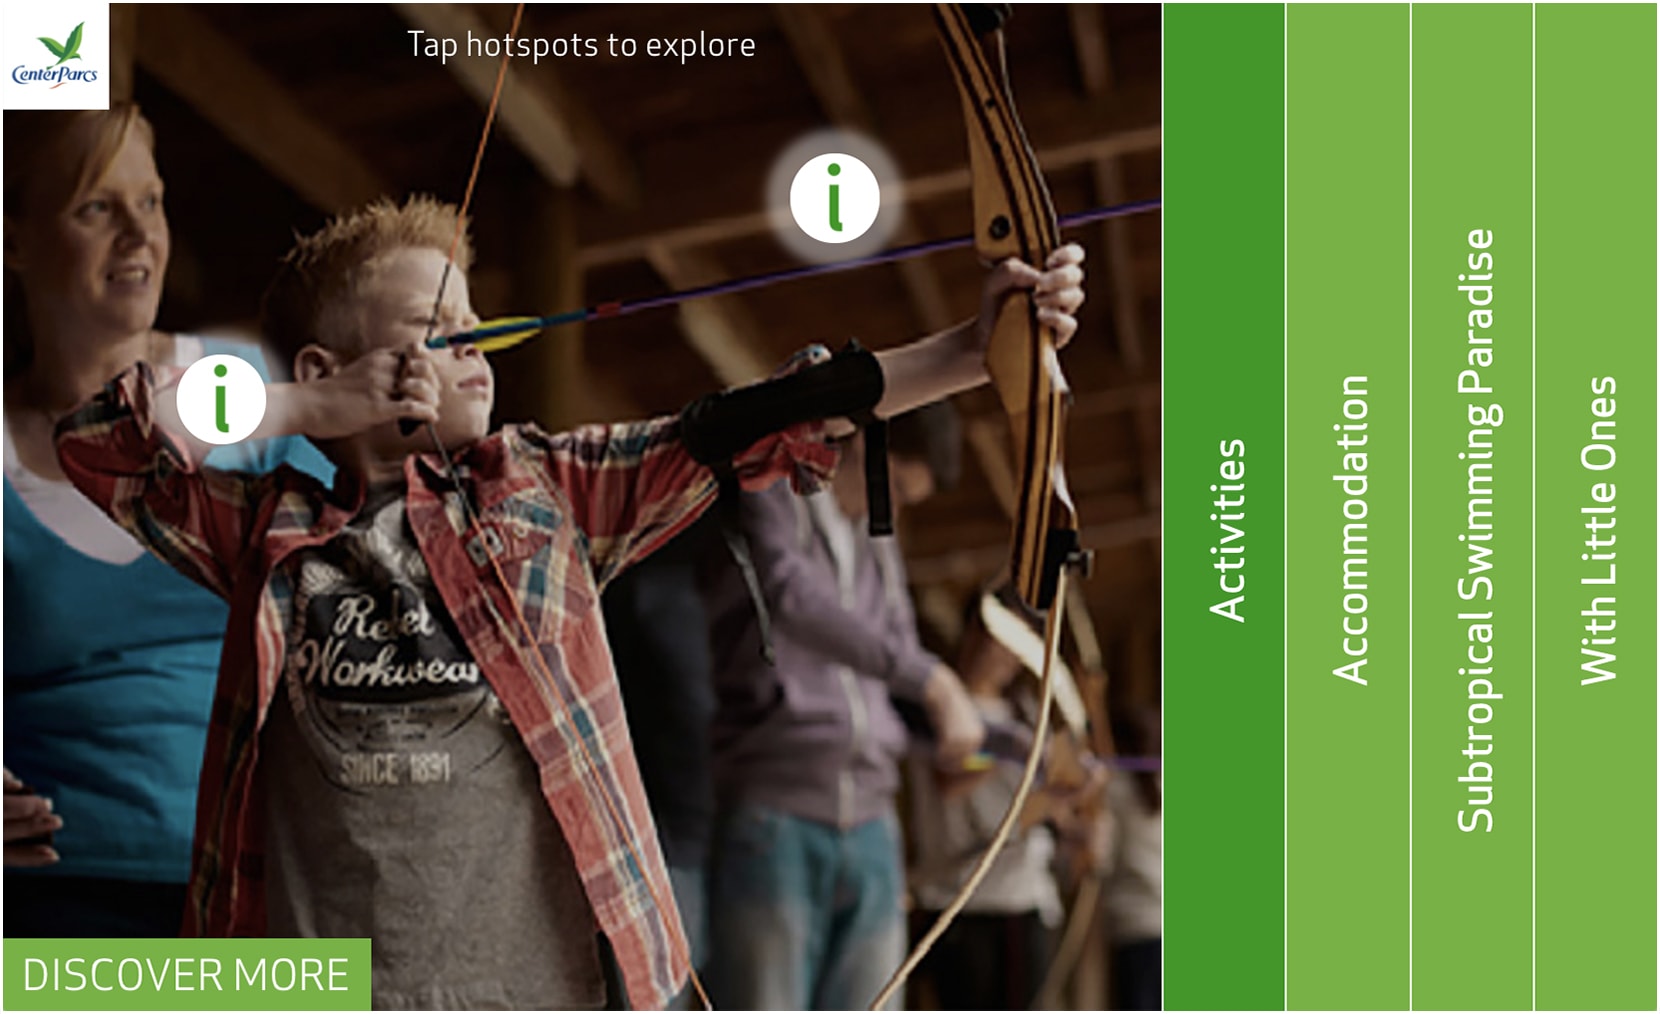 CenterParcs
Tap hotspots to explore
i
i
Rebel
Workwear
SINCE 1891
DISCOVER MORE
Activities
Accommodation
Subtropical Swimming Paradise
With Little Ones